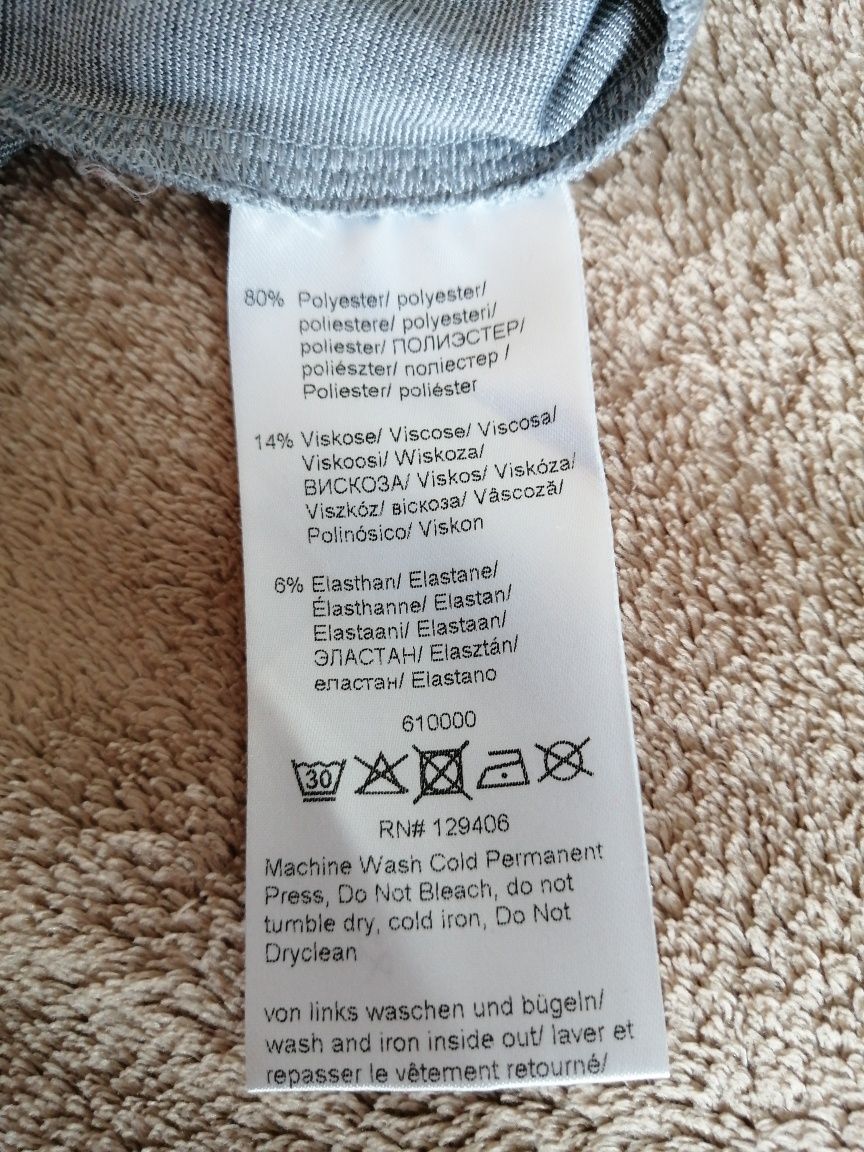 80% Polyester/ polyester/
poliestere/ polyesteri/
poliester/ ПОЛИЭСТЕР/
poliészter/ поліестер /
Poliester/ poliéster
14% Viskose/ Viscose/ Viscosa/
Viskoosi/ Wiskoza/
ВИСКОЗА/ Viskos/ Viskóza/
Viszkóz/ віскоза/ Vâscoză/
Polinósico/ Viskon
6% Elasthan/ Elastane/
Élasthanne/ Elastan/
Elastaani/ Elastaan/
ЭЛАСТАН/ Elasztán/
еластан/ Elastano
610000
30
RN# 129406
Machine Wash Cold Permanent
Press, Do Not Bleach, do not
tumble dry, cold iron, Do Not
Dryclean
von links waschen und bügeln/
wash and iron inside out/ laver et
repasser le vêtement retourné/